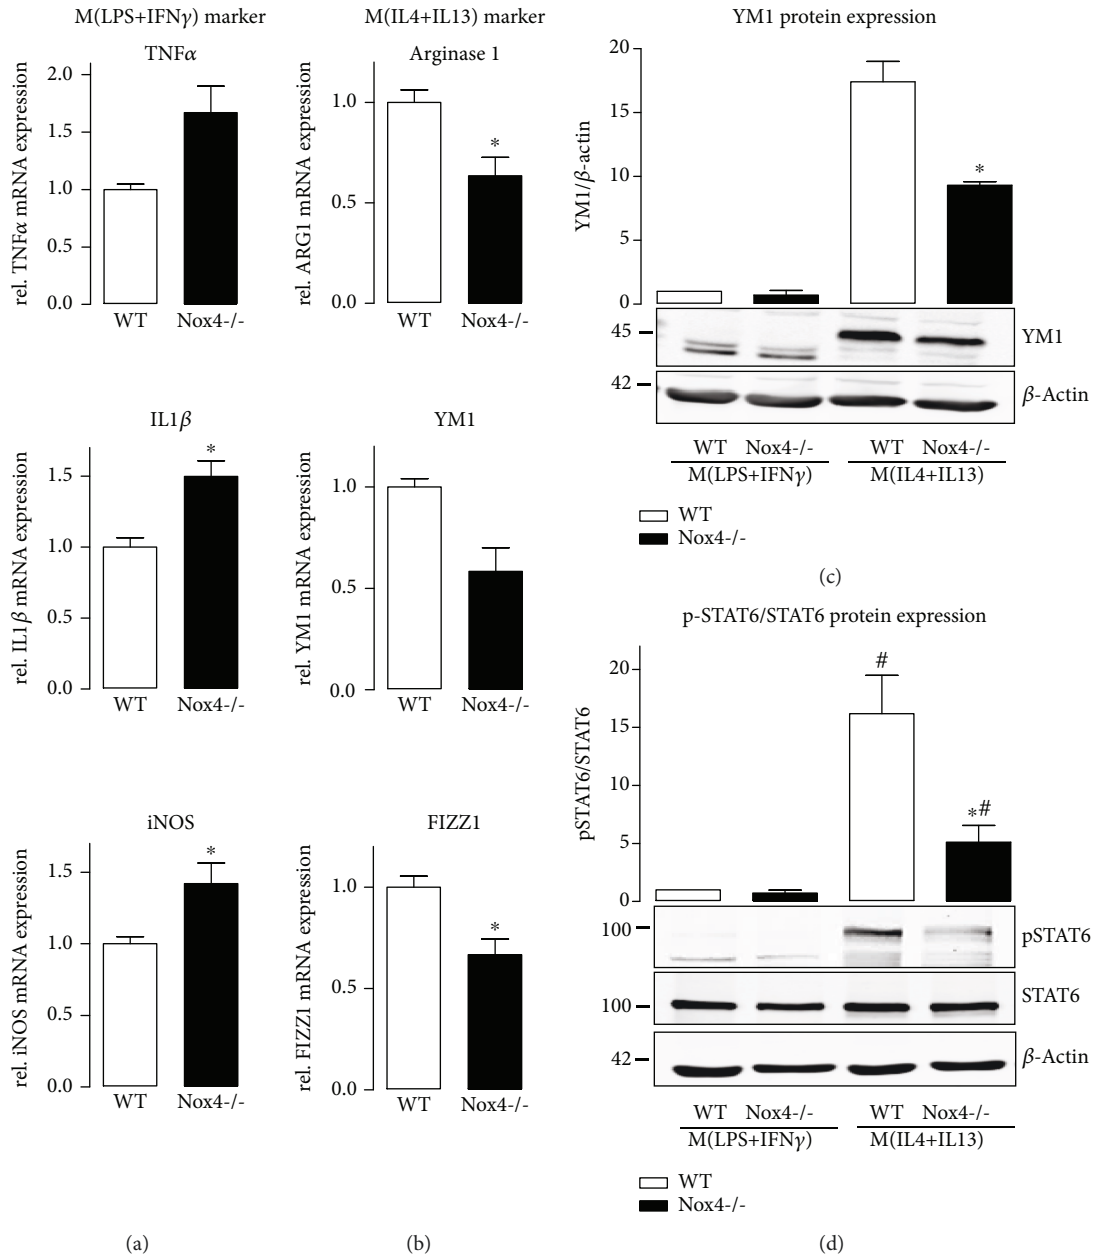 M(LPS+IFNγ) marker
TNFα
rel. TNFα mRNA expression
2.0
1.5
1.0
0.5
0.0
WT Nox4-/-
IL1β
rel. IL1β mRNA expression
*
1.5
1.0
0.5
0.0
WT Nox4-/-
iNOS
rel. iNOS mRNA expression
*
1.5
1.0
0.5
0.0
WT Nox4-/-
(a)
M(IL4+IL13) marker
Arginase 1
rel. ARG1 mRNA expression
1.0
*
0.5
0.0
WT Nox4-/-
YM1
rel. YM1 mRNA expression
1.0
0.5
0.0
WT Nox4-/-
FIZZ1
rel. FIZZ1 mRNA expression
1.0
*
0.5
0.0
WT Nox4-/-
(b)
YM1 protein expression
YM1/β-actin
20
15
10
5
0
*
45
YM1
42
β-Actin
WT Nox4-/- WT Nox4-/-
M(LPS+IFNγ) M(IL4+IL13)
WT
Nox4-/-
(c)
p-STAT6/STAT6 protein expression
pSTAT6/STAT6
20
15
10
5
0
#
*#
100
pSTAT6
100
STAT6
42
β-Actin
WT Nox4-/- WT Nox4-/-
M(LPS+IFNγ) M(IL4+IL13)
WT
Nox4-/-
(d)